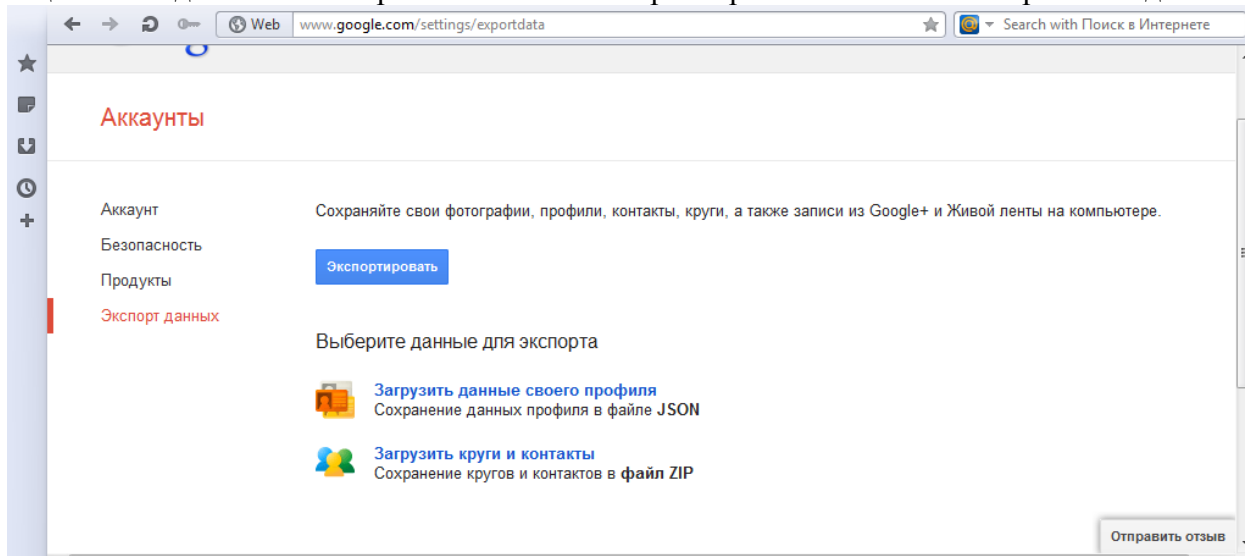 Web
www.google.com/settings/exportdata
Search with Поиск в Интернете
Аккаунты
Аккаунт
Безопасность
Продукты
Экспорт данных
Сохраняйте свои фотографии, профили, контакты, круги, а также записи из Google+ и Живой ленты на компьютере.
Экспортировать
Выберите данные для экспорта
Загрузить данные своего профиля
Сохранение данных профиля в файле JSON
Загрузить круги и контакты
Сохранение кругов и контактов в файл ZIP
Отправить отзыв